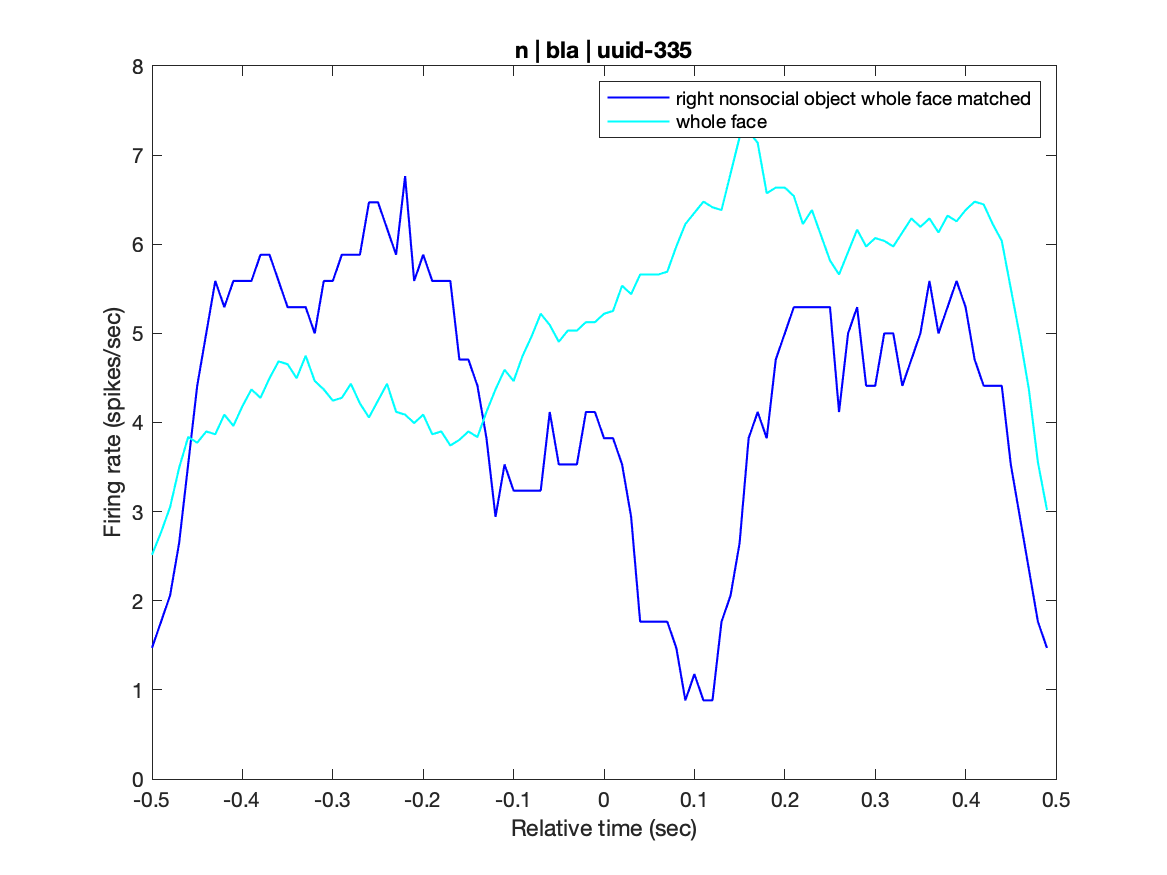 n | bla | uuid-335
right nonsocial object whole face matched
whole face
8
7
6
5
4
3
2
1
0
Firing rate (spikes/sec)
-0.5 -0.4 -0.3 -0.2 -0.1 0 0.1 0.2 0.3 0.4 0.5
Relative time (sec)